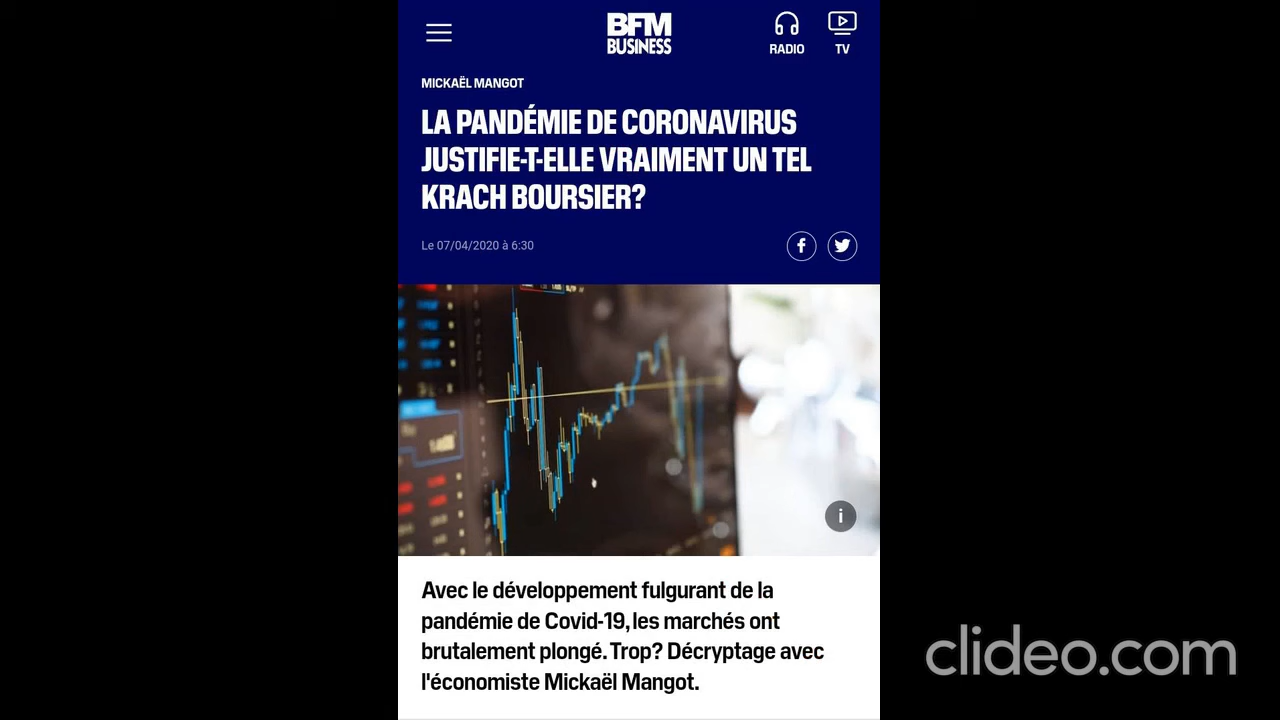 BFM
BUSINESS
RADIO
TV
MICKAËL MANGOT
LA PANDÉMIE DE CORONAVIRUS
JUSTIFIE-T-ELLE VRAIMENT UN TEL
KRACH BOURSIER?
Le 07/04/2020 à 6:30
Avec le développement fulgurant de la
pandémie de Covid-19, les marchés ont
brutalement plongé. Trop? Décryptage avec
l'économiste Mickaël Mangot.
clideo.com